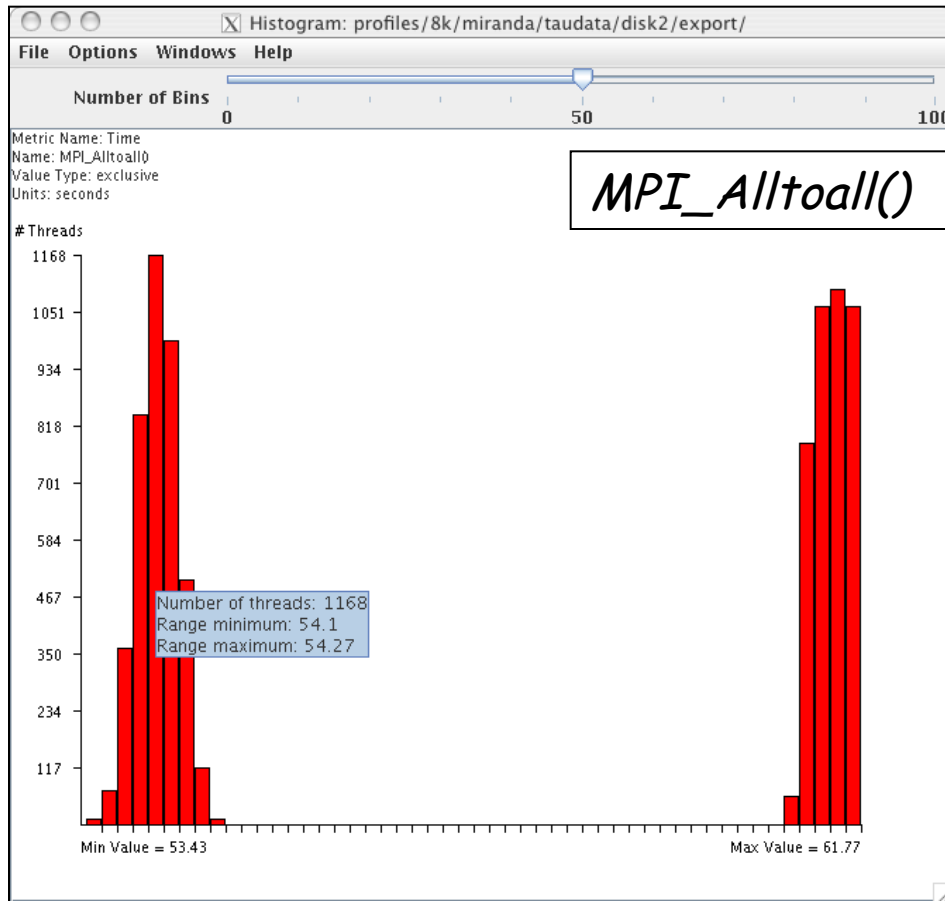 Histogram: profiles/8k/miranda/taudata/disk2/export/
File Options Windows Help
Number of Bins
0 50 100
Metric Name: Time
Name: MPI_Alltoall()
Value Type: exclusive
Units: seconds
MPI_Alltoall()
# Threads
1168
1051
934
818
701
584
467
350
234
117
Number of threads: 1168
Range minimum: 54.1
Range maximum: 54.27
Min Value = 53.43 Max Value = 61.77